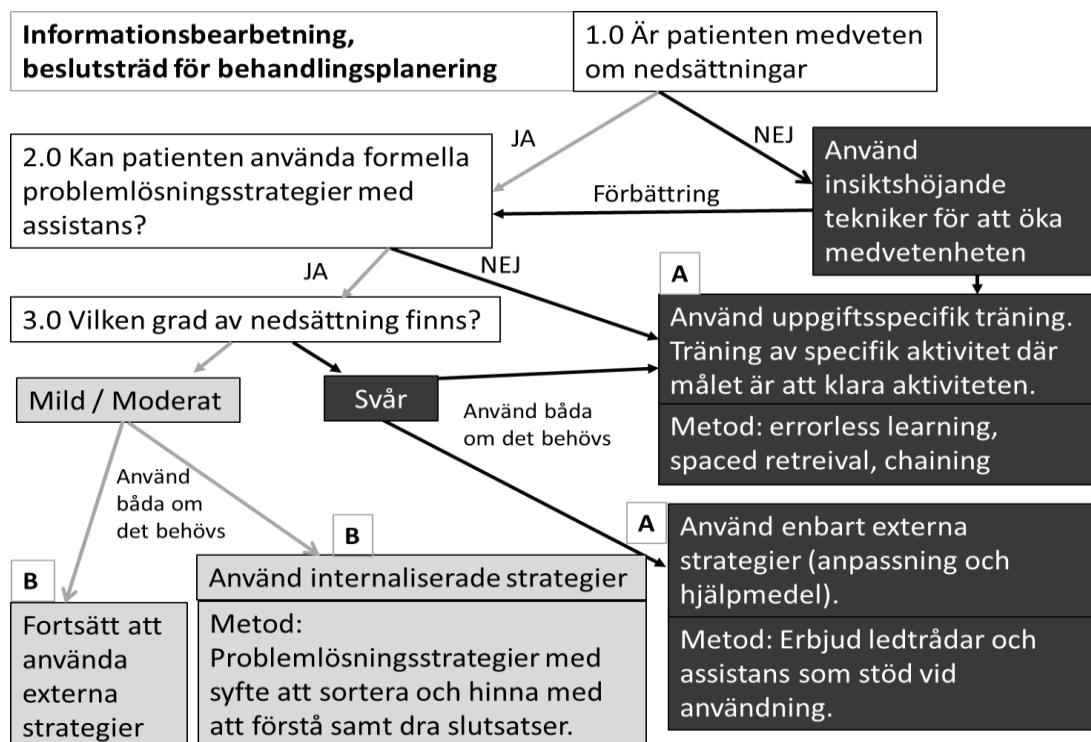 Informationsbearbetning,
beslutsträd för behandlingsplanering
1.0 Är patienten medveten
om nedsättningar
JA
NEJ
2.0 Kan patienten använda formella
problemlösningsstrategier med
assistans?
Förbättring
Använd
insiktshöjande
tekniker för att öka
medvetenheten
JA
NEJ
A
3.0 Vilken grad av nedsättning finns?
Använd uppgiftsspecifik träning.
Träning av specifik aktivitet där
målet är att klara aktiviteten.
Metod: errorless learning,
spaced retreival, chaining
Mild / Moderat
Svår
Använd båda
om det behövs
Använd
båda om
det behövs
A
Använd enbart externa
strategier (anpassning och
hjälpmedel).
Metod: Erbjud ledtrådar och
assistans som stöd vid
användning.
B
Fortsätt att
använda
externa
strategier
B
Använd internaliserade strategier
Metod:
Problemlösningsstrategier med
syfte att sortera och hinna med
att förstå samt dra slutsatser.